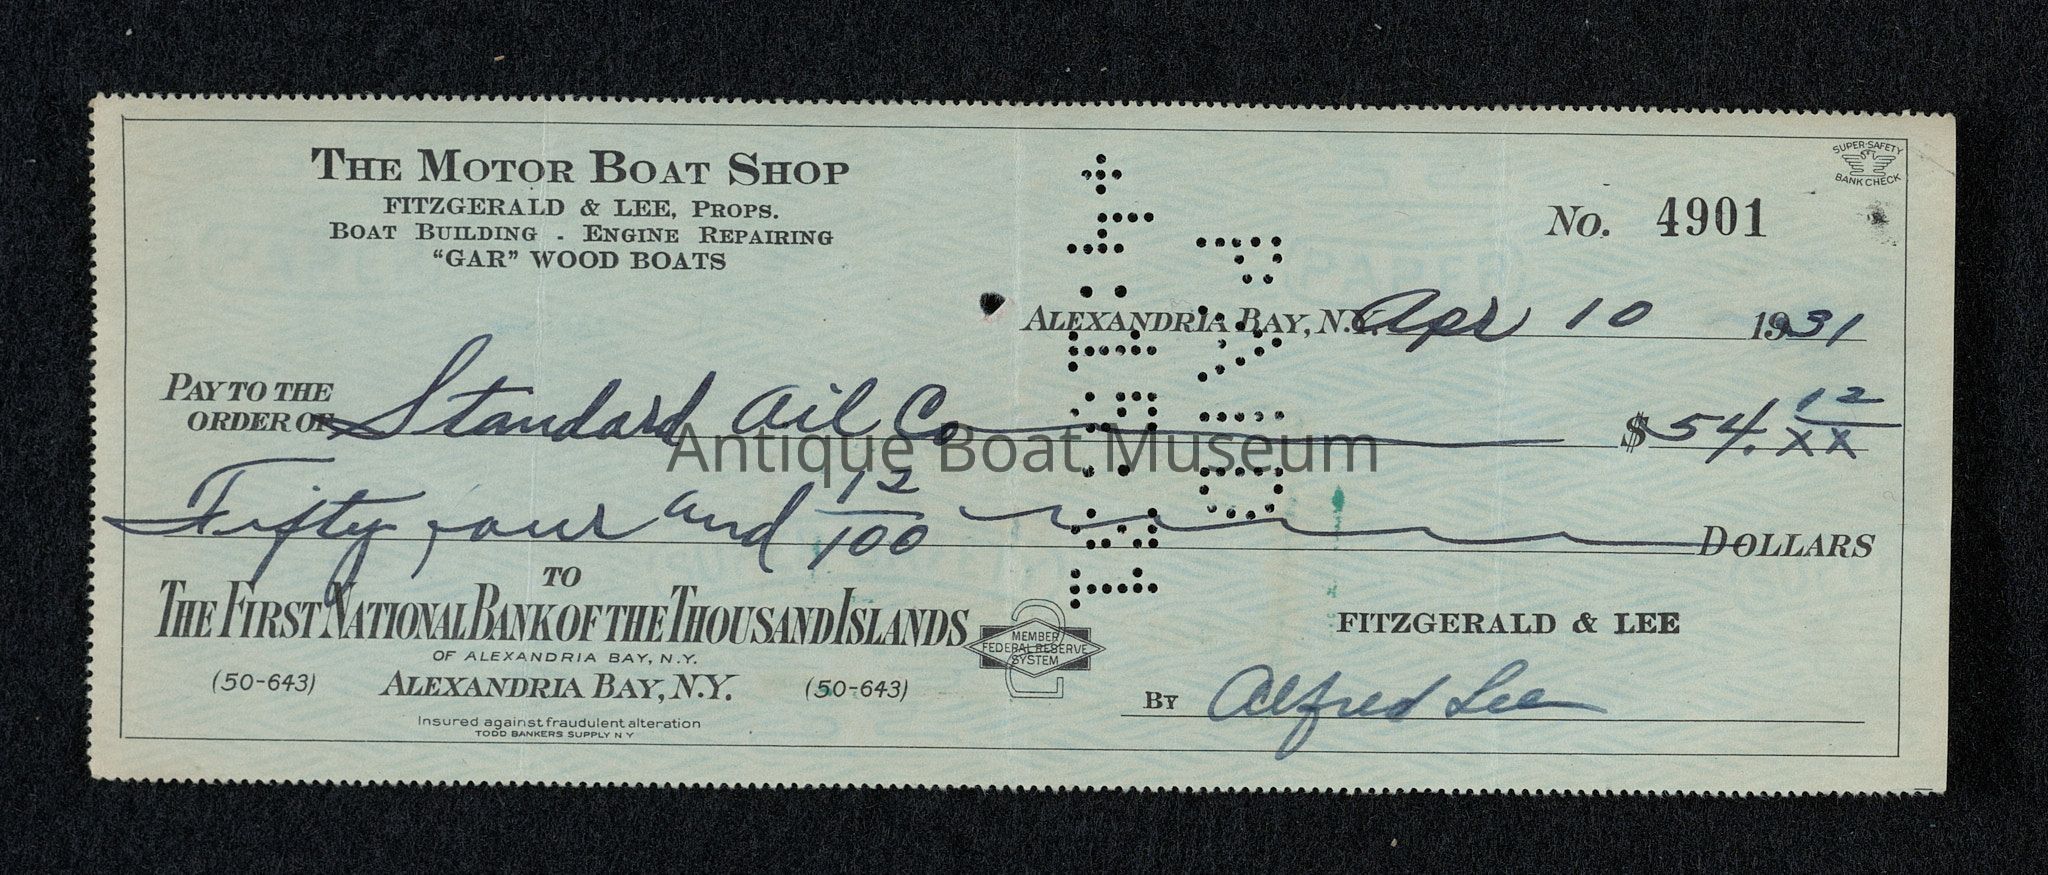 THE MOTOR BOAT SHOP
FITZGERALD & LEE, PROPS.
BOAT BUILDING - ENGINE REPAIRING
"GAR" WOOD BOATS
SUPER-SAFETY
BANK CHECK
No. 4901
ALEXANDRIA BAY, N.Y. Apr 10 1931
PAY TO THE
ORDER OF Standard Oil Co $54. 12/XX
Antique Boat Museum
Fifty four and 12/100 DOLLARS
TO
THE FIRST NATIONAL BANK OF THE THOUSAND ISLANDS
OF ALEXANDRIA BAY, N.Y.
(50-643) ALEXANDRIA BAY, N.Y. (50-643)
MEMBER
FEDERAL RESERVE
SYSTEM
FITZGERALD & LEE
BY Alfred Lee
Insured against fraudulent alteration
TODD BANKERS SUPPLY N Y